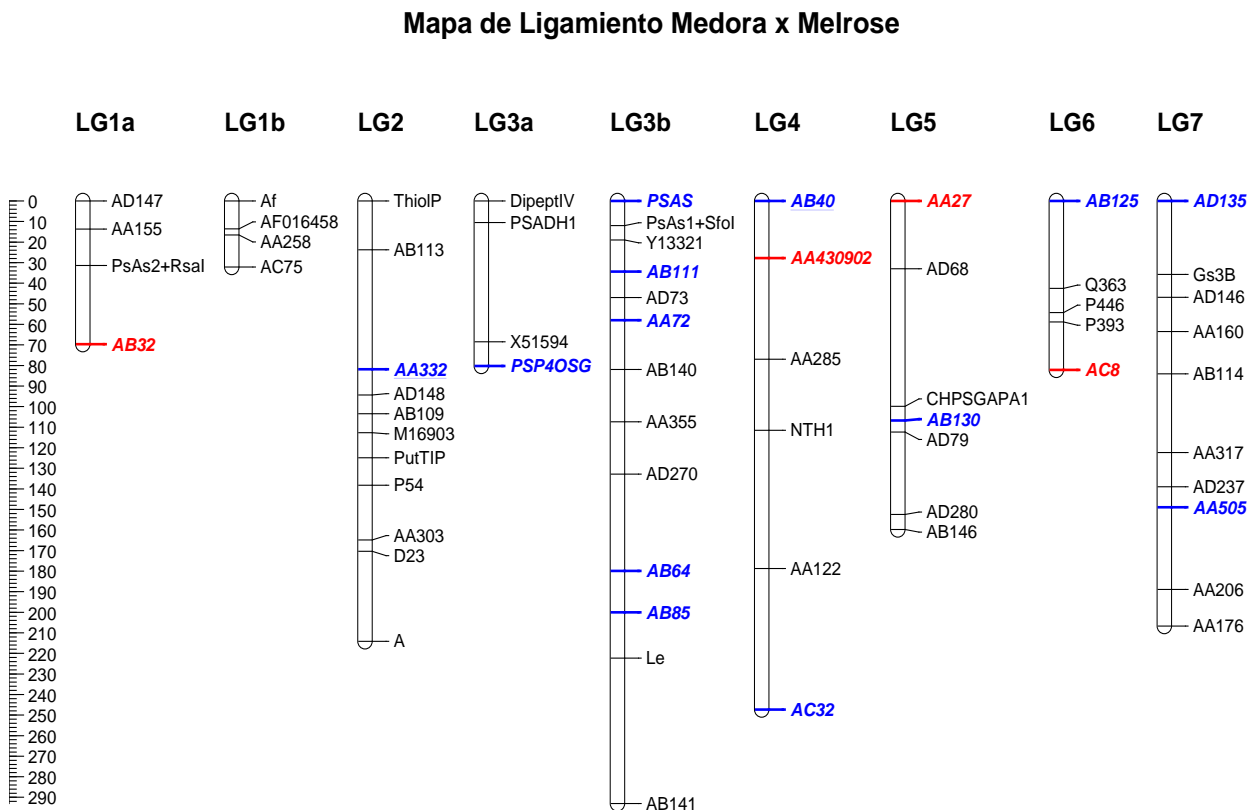 Mapa de Ligamiento Medora x Melrose
LG1a
LG1b
LG2
LG3a
LG3b
LG4
LG5
LG6
LG7
0
10
20
30
40
50
60
70
80
90
100
110
120
130
140
150
160
170
180
190
200
210
220
230
240
250
260
270
280
290
AD147
AA155
PsAs2+RsaI
AB32
Af
AF016458
AA258
AC75
ThiolP
AB113
AA332
AD148
AB109
M16903
PutTIP
P54
AA303
D23
A
DipeptIV
PSADH1
X51594
PSP4OSG
PSAS
PsAs1+SfoI
Y13321
AB111
AD73
AA72
AB140
AA355
AD270
AB64
AB85
Le
AB141
AB40
AA430902
AA285
NTH1
AA122
AC32
AA27
AD68
CHPSGAPA1
AB130
AD79
AD280
AB146
AB125
Q363
P446
P393
AC8
AD135
Gs3B
AD146
AA160
AB114
AA317
AD237
AA505
AA206
AA176